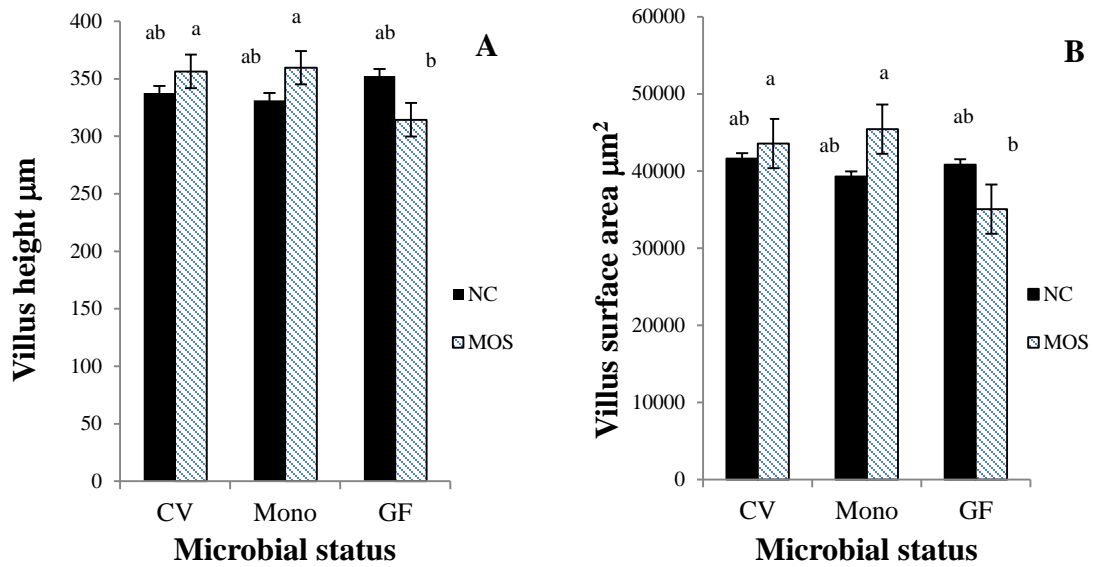 400
350
300
250
200
150
100
50
0
Villus height μm
ab a
ab a
ab b
A
NC
MOS
CV Mono GF
Microbial status
60000
50000
40000
30000
20000
10000
0
Villus surface area μm²
ab a
ab a
ab b
B
NC
MOS
CV Mono GF
Microbial status